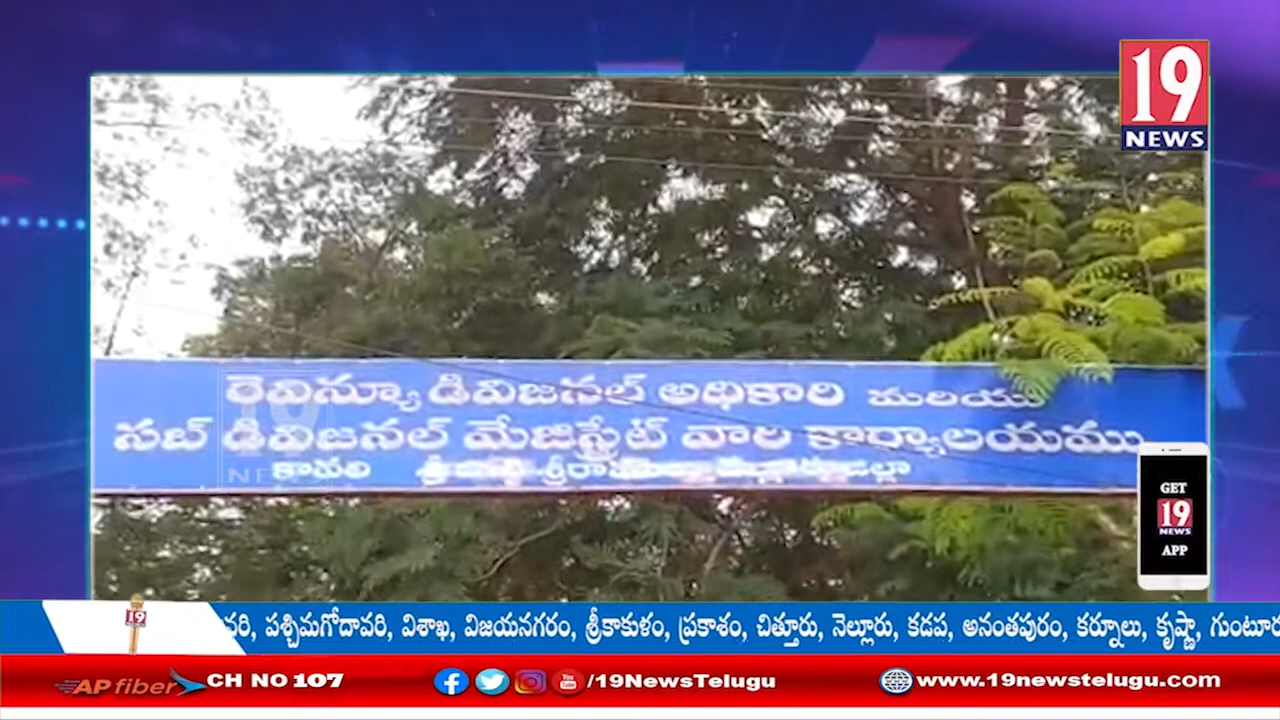 19
NEWS
రెవిన్యూ డివిజనల్ అధికారి మరియు
సబ్ డివిజనల్ మేజిస్ట్రేట్ వారి కార్యాలయము
కావలి
GET
19
NEWS
APP
19
వరి, పశ్చిమగోదావరి, విశాఖ, విజయనగరం, శ్రీకాకుళం, ప్రకాశం, చిత్తూరు, నెల్లూరు, కడప, అనంతపురం, కర్నూలు, కృష్ణా, గుంటూరు
AP fiber CH NO 107 /19NewsTelugu www.19newstelugu.com